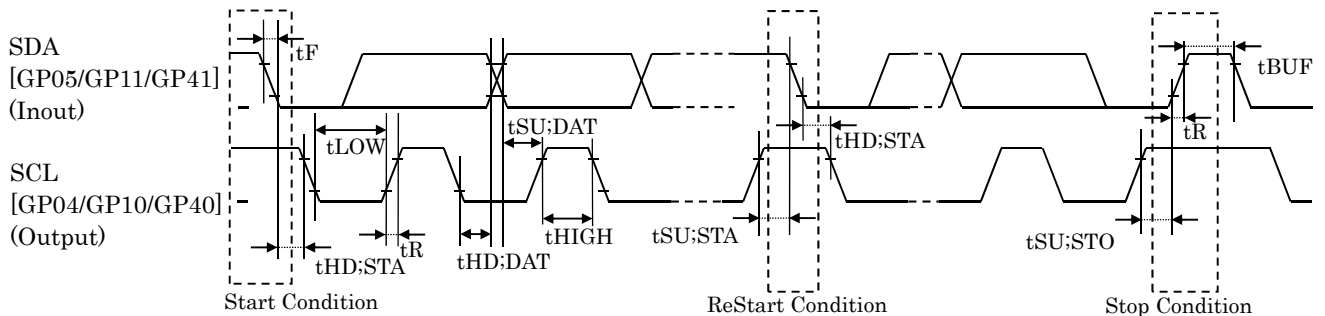 SDA
[GP05/GP11/GP41]
(Inout)
tF
tBUF
tSU;DAT
tLOW
tHD;STA
tR
SCL
[GP04/GP10/GP40]
(Output)
tHD;STA
tR
tHD;DAT
tHIGH
tSU;STA
tSU;STO
Start Condition
ReStart Condition
Stop Condition